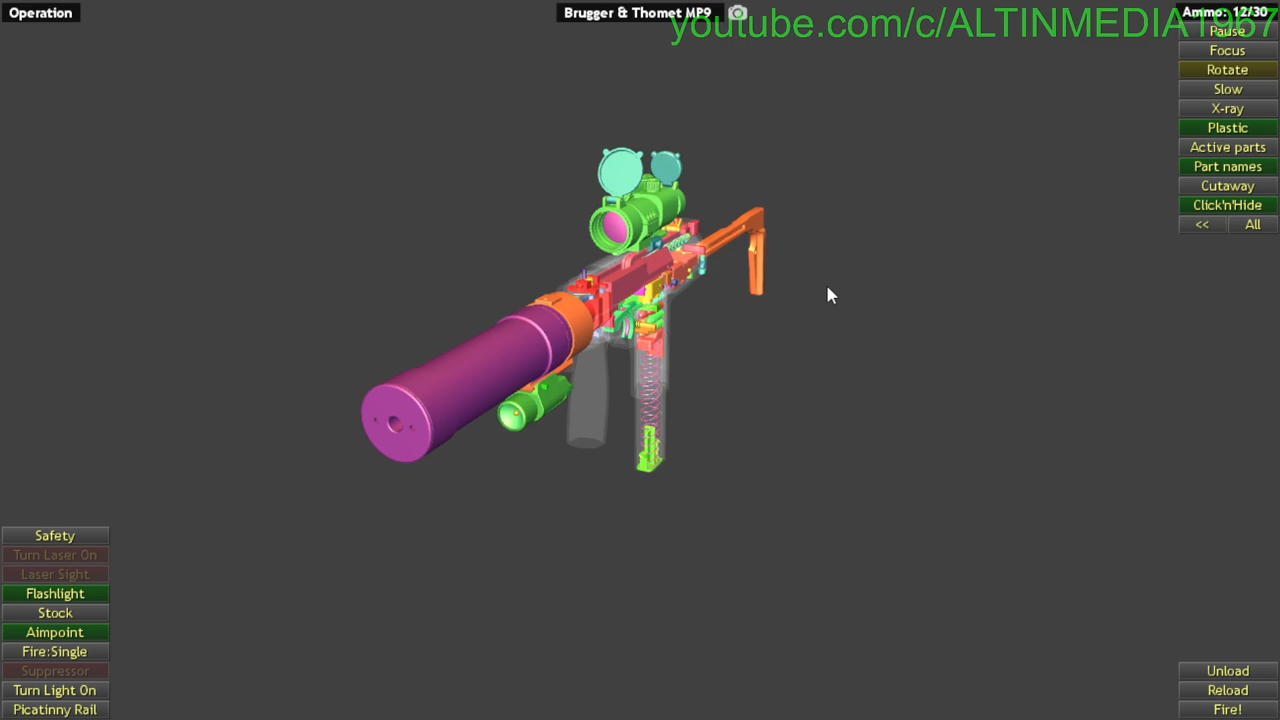 Operation
Brugger & Thomet MP9
Ammo: 12/30
youtube.com/c/ALTINMEDIA1967
Pause
Focus
Rotate
Slow
X-ray
Plastic
Active parts
Part names
Cutaway
Click'n'Hide
<< All
Safety
Turn Laser On
Laser Sight
Flashlight
Stock
Aimpoint
Fire:Single
Suppressor
Turn Light On
Picatinny Rail
Unload
Reload
Fire!